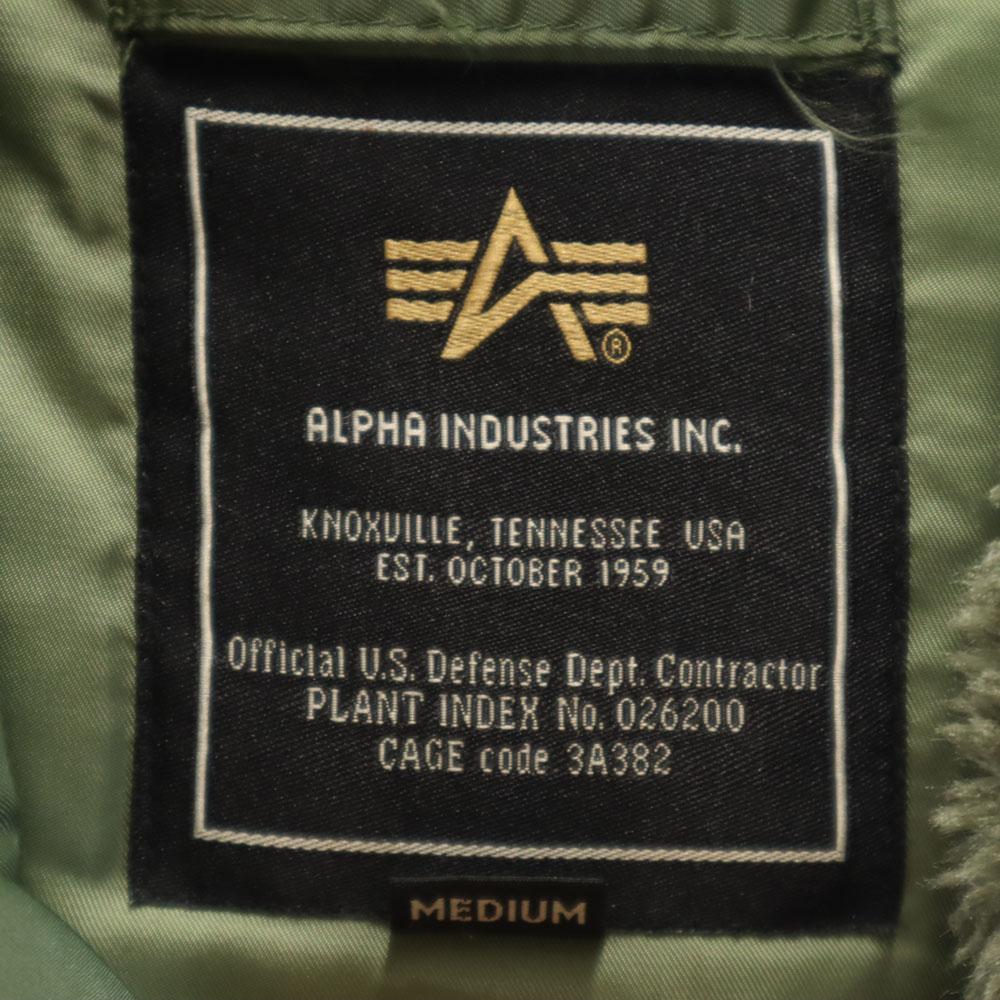 ®
ALPHA INDUSTRIES INC.
KNOXVILLE, TENNESSEE USA
EST. OCTOBER 1959
Official U.S. Defense Dept. Contractor
PLANT INDEX No. 026200
CAGE code 3A382
MEDIUM